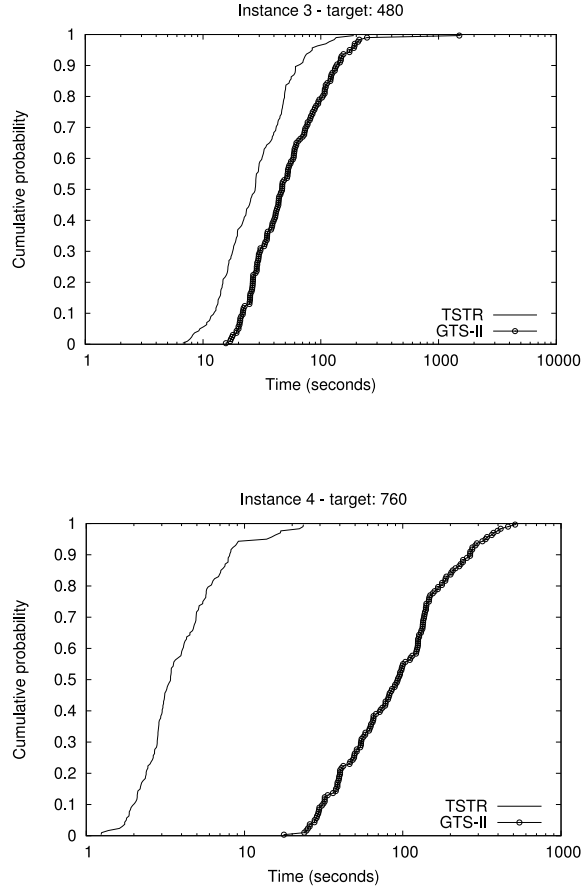 Instance 3 - target: 480
1
0.9
0.8
0.7
0.6
0.5
0.4
0.3
0.2
0.1
0
Cumulative probability
TSTR
GTS-II
1 10 100 1000 10000
Time (seconds)
Instance 4 - target: 760
1
0.9
0.8
0.7
0.6
0.5
0.4
0.3
0.2
0.1
0
Cumulative probability
TSTR
GTS-II
1 10 100 1000
Time (seconds)